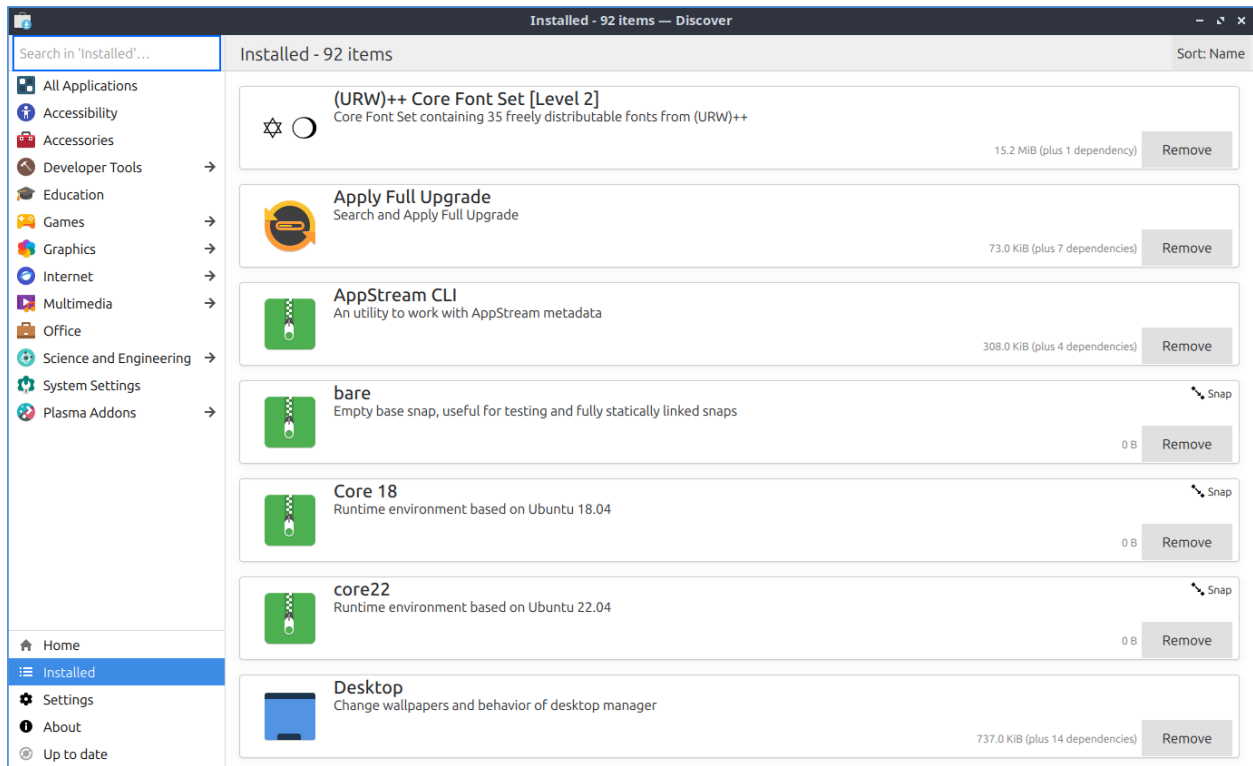 Installed - 92 items — Discover
Search in 'Installed'...
All Applications
Accessibility
Accessories
Developer Tools
Education
Games
Graphics
Internet
Multimedia
Office
Science and Engineering
System Settings
Plasma Addons
Home
Installed
Settings
About
Up to date
Installed - 92 items
Sort: Name
(URW)++ Core Font Set [Level 2]
Core Font Set containing 35 freely distributable fonts from (URW)++
15.2 MiB (plus 1 dependency)
Remove
Apply Full Upgrade
Search and Apply Full Upgrade
73.0 KiB (plus 7 dependencies)
Remove
AppStream CLI
An utility to work with AppStream metadata
308.0 KiB (plus 4 dependencies)
Remove
bare
Snap
Empty base snap, useful for testing and fully statically linked snaps
0 B
Remove
Core 18
Snap
Runtime environment based on Ubuntu 18.04
0 B
Remove
core22
Snap
Runtime environment based on Ubuntu 22.04
0 B
Remove
Desktop
Change wallpapers and behavior of desktop manager
737.0 KiB (plus 14 dependencies)
Remove